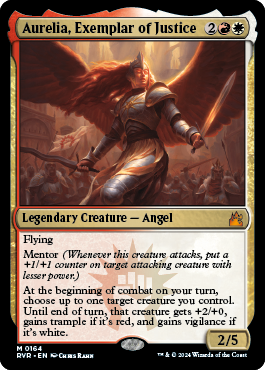 Aurelia, Exemplar of Justice 2
Legendary Creature — Angel
Flying
Mentor (Whenever this creature attacks, put a
+1/+1 counter on target attacking creature with
lesser power.)
At the beginning of combat on your turn,
choose up to one target creature you control.
Until end of turn, that creature gets +2/+0,
gains trample if it's red, and gains vigilance if
it's white.
2/5
M 0164
RVR • EN Chris Rahn
™ & © 2024 Wizards of the Coast